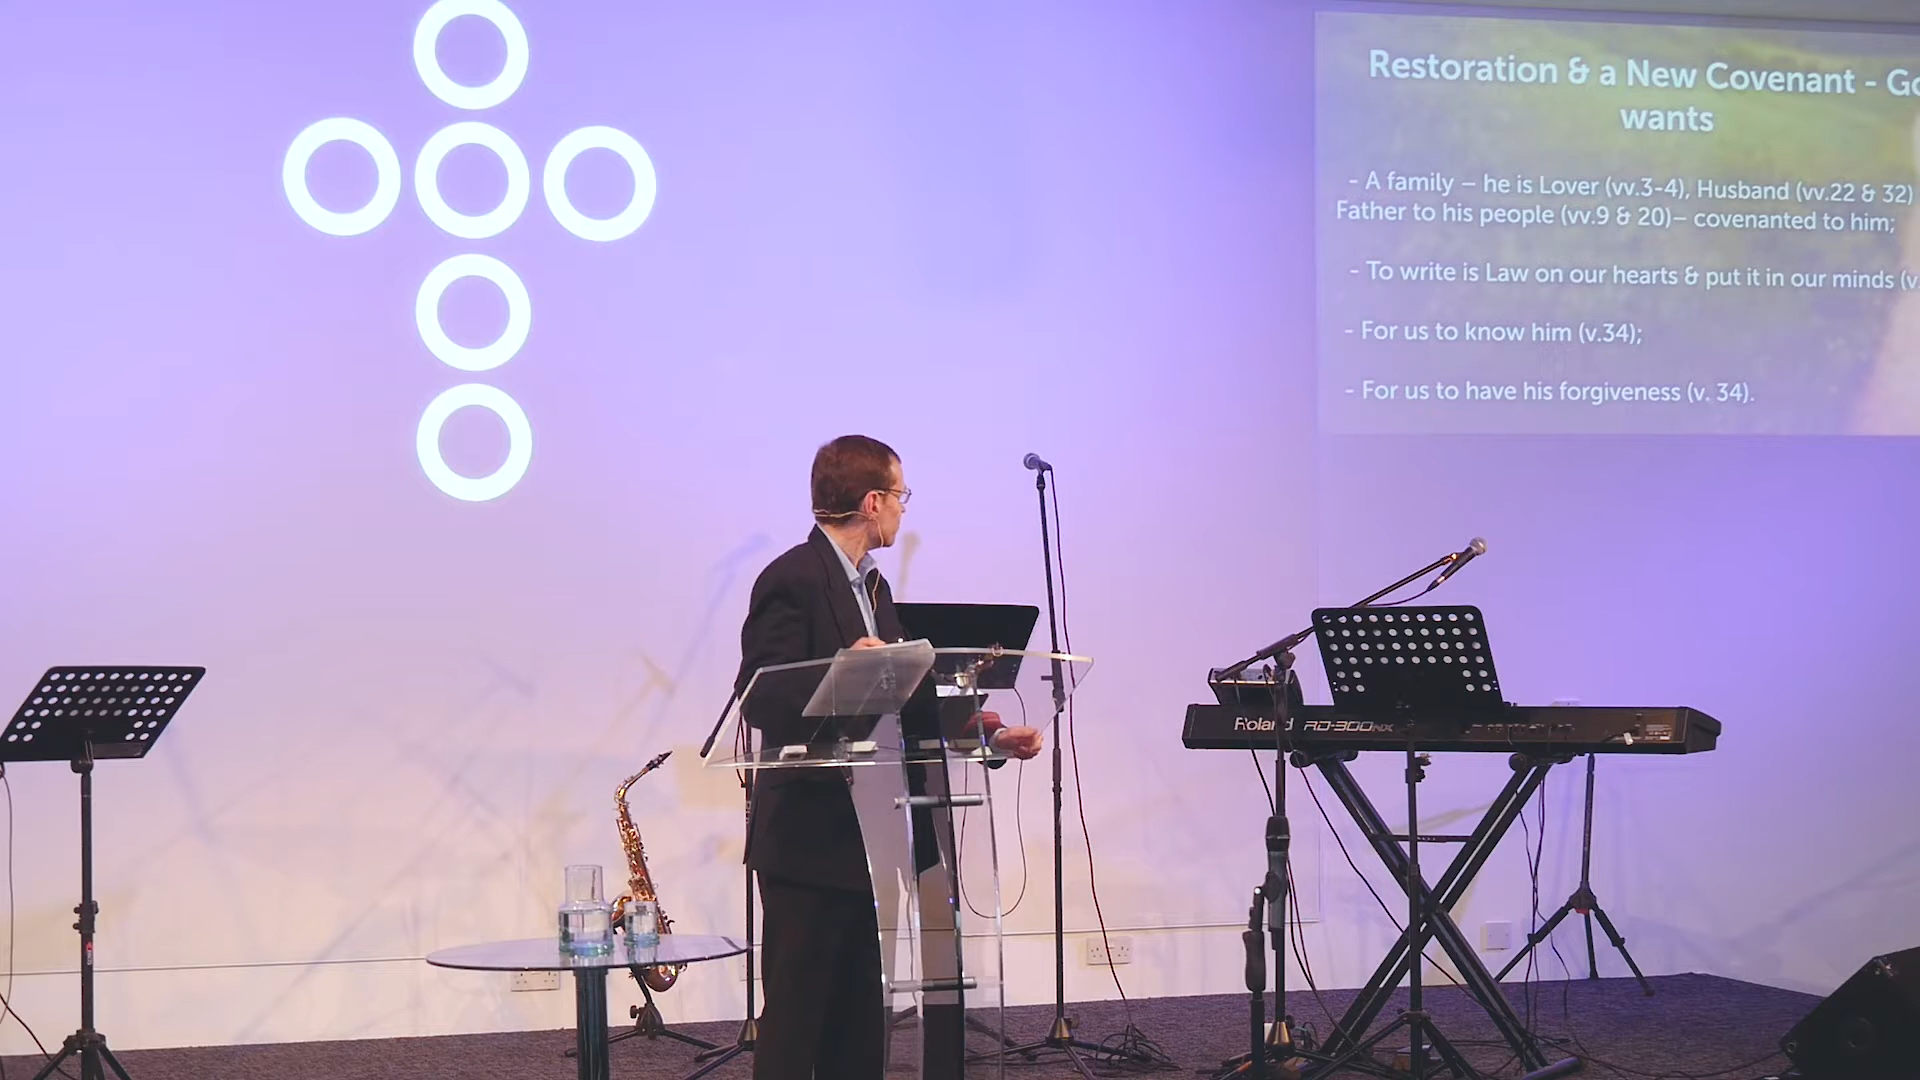 Restoration & a New Covenant - Go
wants
- A family – he is Lover (vv.3-4), Husband (vv.22 & 32)
Father to his people (vv.9 & 20)– covenanted to him;
- To write is Law on our hearts & put it in our minds (v.
- For us to know him (v.34);
- For us to have his forgiveness (v. 34).
Roland RD-300NX